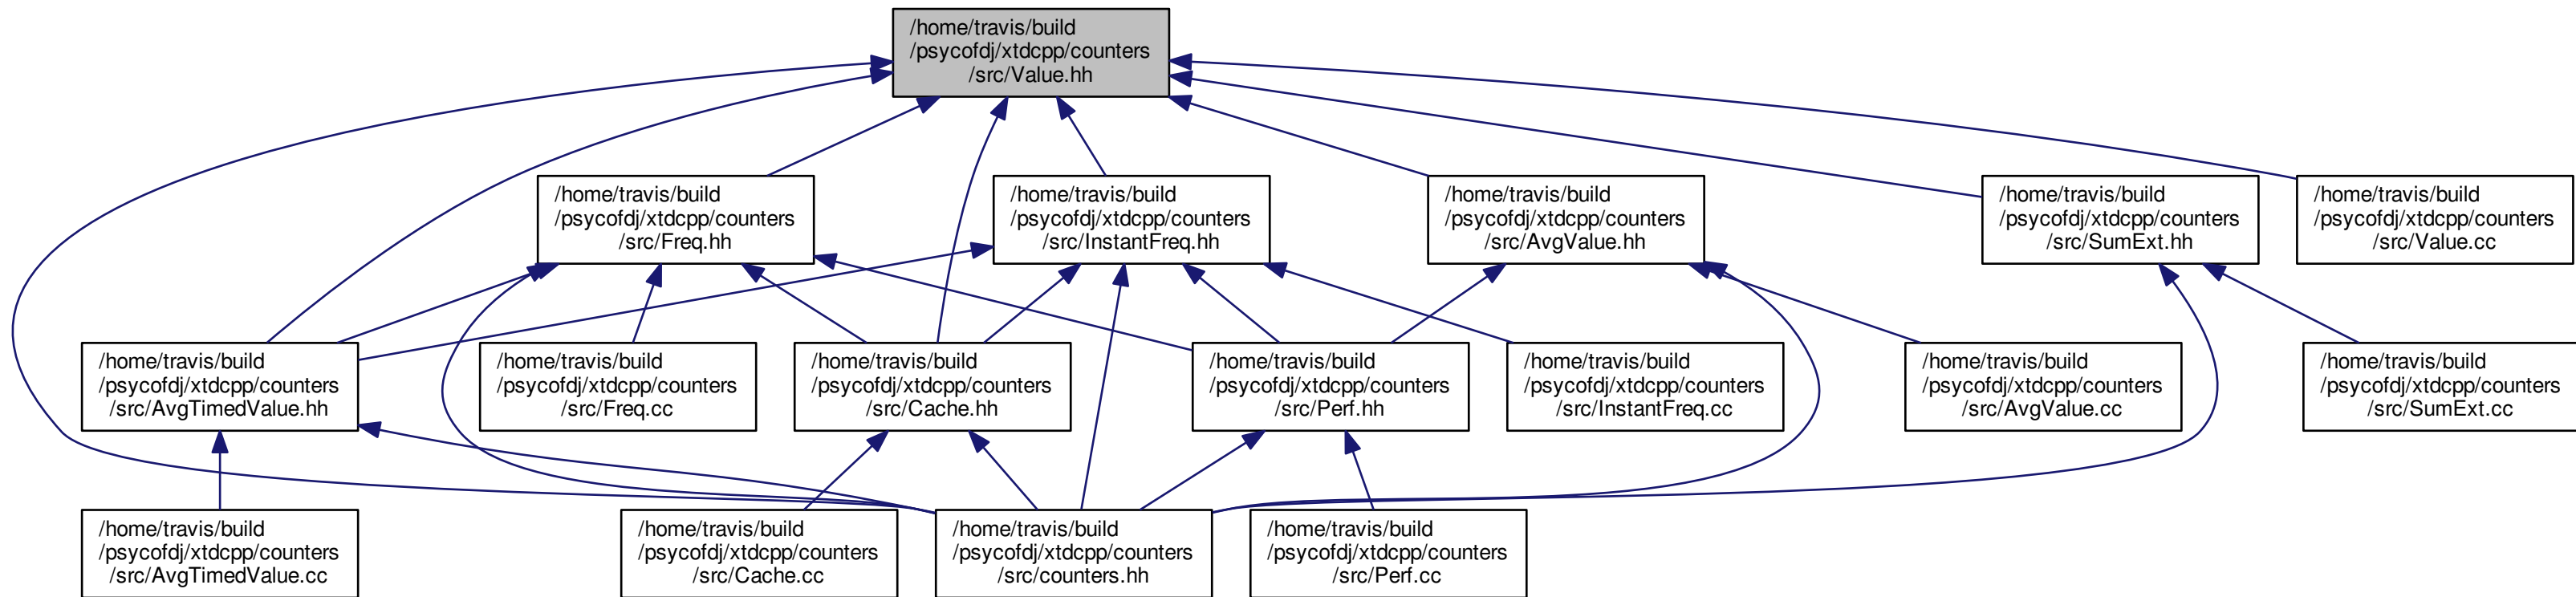 /home/travis/build
/psycofdj/xtdcpp/counters
/src/Value.hh
/home/travis/build
/psycofdj/xtdcpp/counters
/src/Freq.hh
/home/travis/build
/psycofdj/xtdcpp/counters
/src/InstantFreq.hh
/home/travis/build
/psycofdj/xtdcpp/counters
/src/AvgValue.hh
/home/travis/build
/psycofdj/xtdcpp/counters
/src/SumExt.hh
/home/travis/build
/psycofdj/xtdcpp/counters
/src/Value.cc
/home/travis/build
/psycofdj/xtdcpp/counters
/src/AvgTimedValue.hh
/home/travis/build
/psycofdj/xtdcpp/counters
/src/Freq.cc
/home/travis/build
/psycofdj/xtdcpp/counters
/src/Cache.hh
/home/travis/build
/psycofdj/xtdcpp/counters
/src/Perf.hh
/home/travis/build
/psycofdj/xtdcpp/counters
/src/InstantFreq.cc
/home/travis/build
/psycofdj/xtdcpp/counters
/src/AvgValue.cc
/home/travis/build
/psycofdj/xtdcpp/counters
/src/SumExt.cc
/home/travis/build
/psycofdj/xtdcpp/counters
/src/AvgTimedValue.cc
/home/travis/build
/psycofdj/xtdcpp/counters
/src/Cache.cc
/home/travis/build
/psycofdj/xtdcpp/counters
/src/counters.hh
/home/travis/build
/psycofdj/xtdcpp/counters
/src/Perf.cc